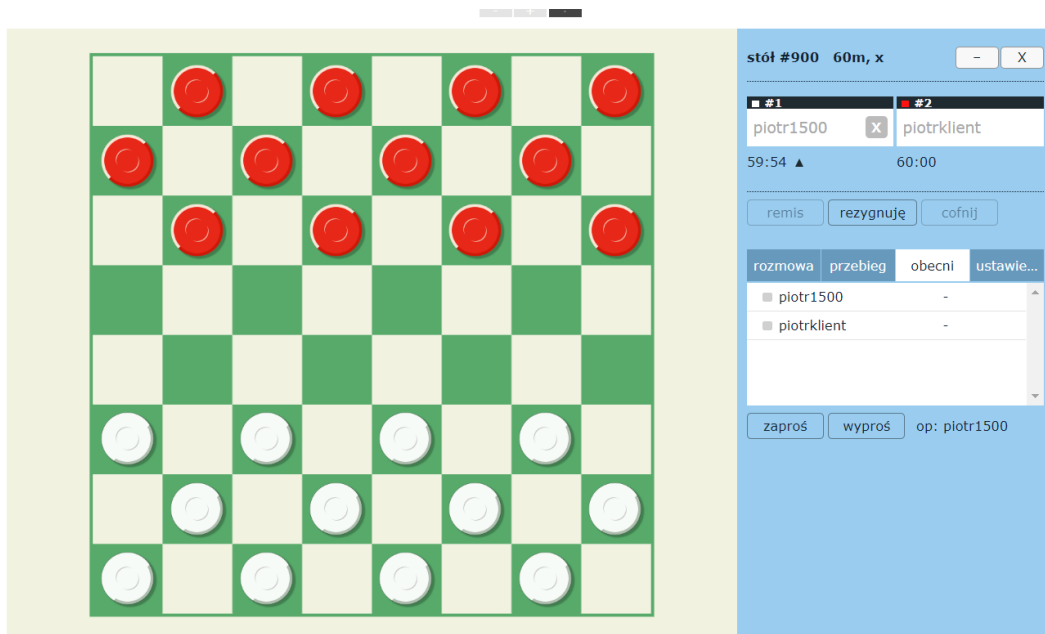 - + -
stól #900 60m, x - X
#1 #2
piotr1500 X piotrklient
59:54 ▲ 60:00
remis rezygnuję cofnij
rozmowa przebieg obecni ustawie...
piotr1500 -
piotrklient -
zaproś wyproś op: piotr1500